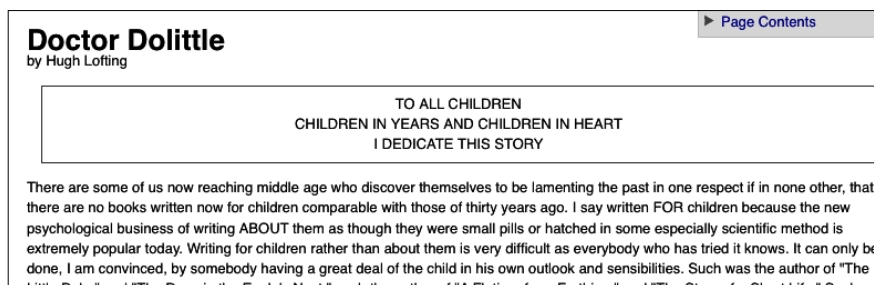 Page Contents
Doctor Dolittle
by Hugh Lofting
TO ALL CHILDREN
CHILDREN IN YEARS AND CHILDREN IN HEART
I DEDICATE THIS STORY
There are some of us now reaching middle age who discover themselves to be lamenting the past in one respect if in none other, that
there are no books written now for children comparable with those of thirty years ago. I say written FOR children because the new
psychological business of writing ABOUT them as though they were small pills or hatched in some especially scientific method is
extremely popular today. Writing for children rather than about them is very difficult as everybody who has tried it knows. It can only be
done, I am convinced, by somebody having a great deal of the child in his own outlook and sensibilities. Such was the author of "The